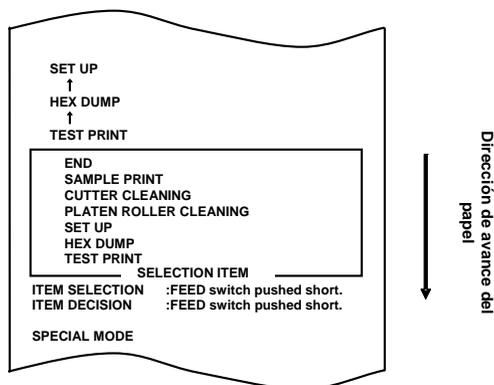 SET UP
↑
HEX DUMP
↑
TEST PRINT
END
SAMPLE PRINT
CUTTER CLEANING
PLATEN ROLLER CLEANING
SET UP
HEX DUMP
TEST PRINT
SELECTION ITEM
ITEM SELECTION :FEED switch pushed short.
ITEM DECISION :FEED switch pushed short.
SPECIAL MODE
Dirección de avance del
papel